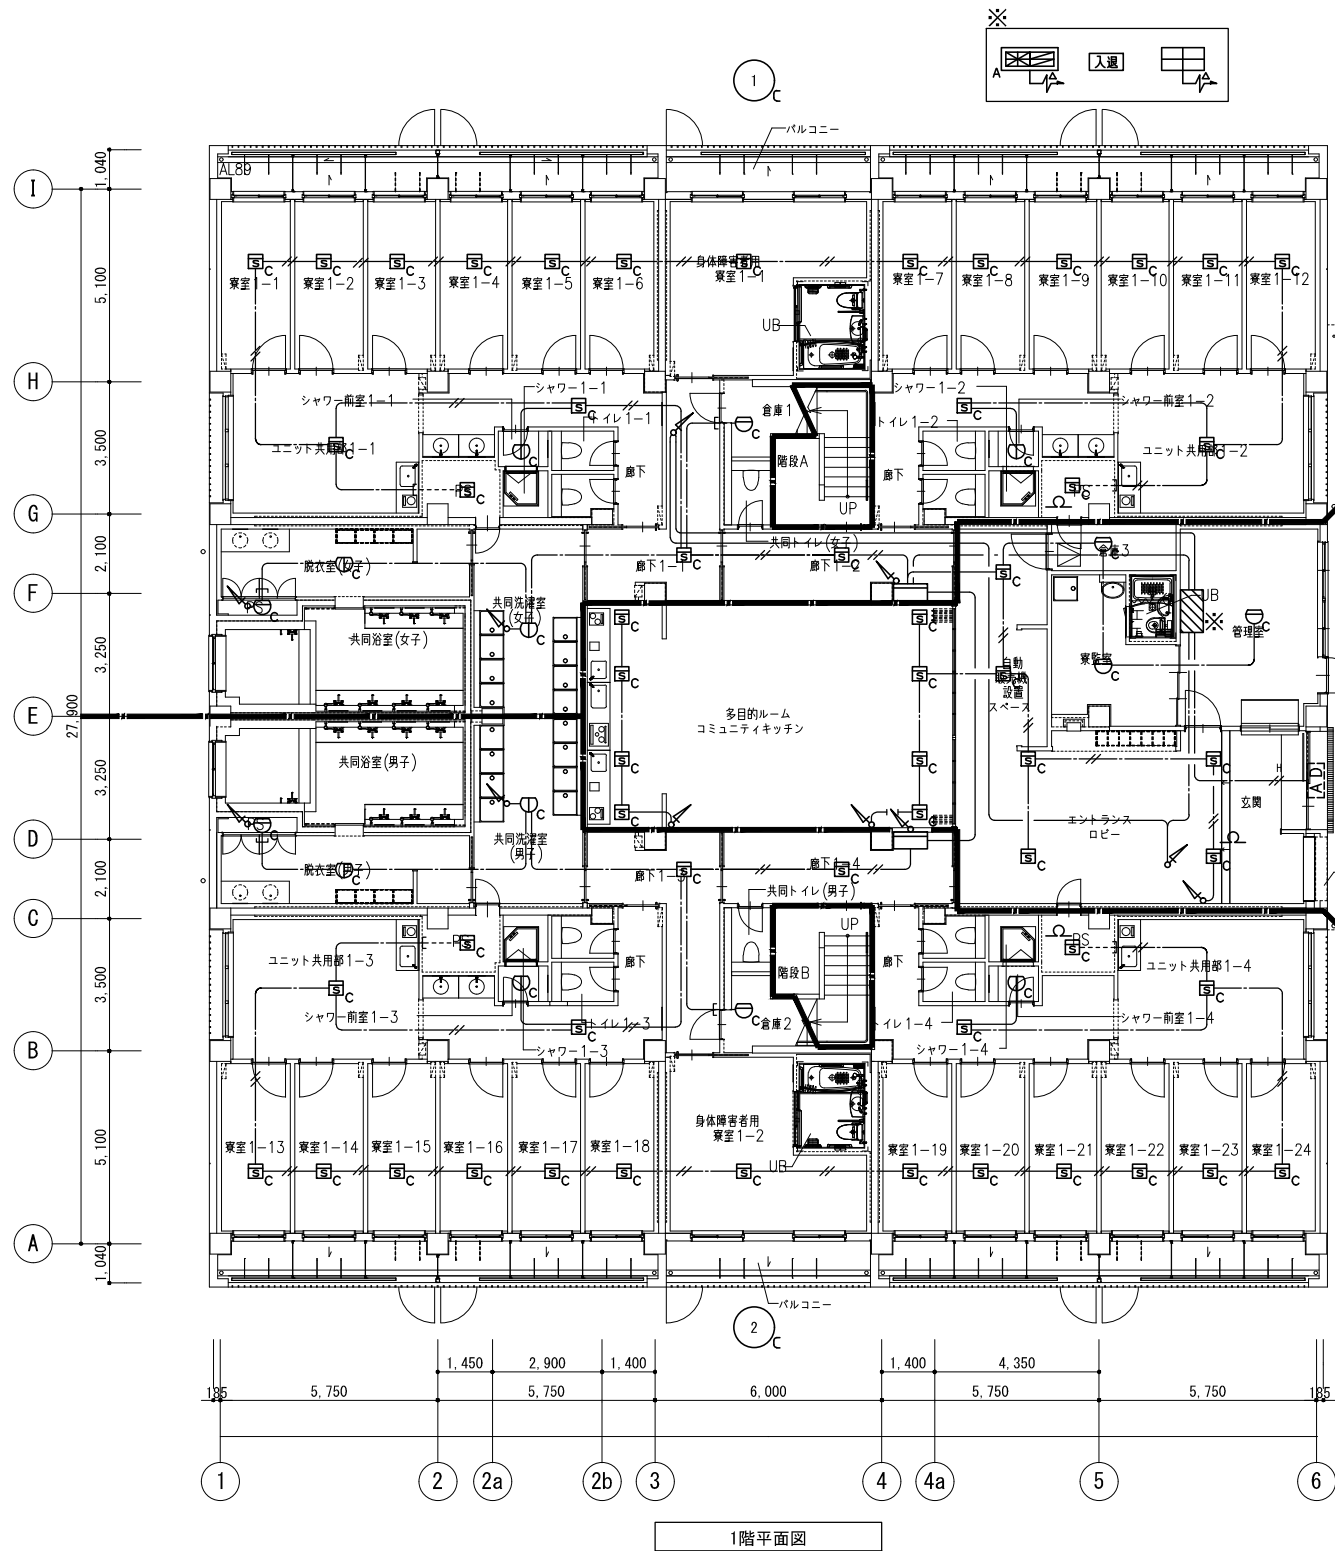 ※
A
入退
1
C
バルコニー
1,040
AL89
I
5,100
寮室1-1
寮室1-2
寮室1-3
寮室1-4
寮室1-5
寮室1-6
身体障害者用
寮室1-1
寮室1-7
寮室1-8
寮室1-9
寮室1-10
寮室1-11
寮室1-12
UB
H
シャワー前室1-1
シャワー1-1
トイレ1-1
倉庫1
シャワー1-2
トイレ1-2
シャワー前室1-2
3,500
ユニット共用部1-1
廊下
階段A
廊下
ユニット共用部1-2
UP
G
2,100
脱衣室(女子)
共同トイレ(女子)
廊下1-1
廊下1-2
倉庫3
F
共同洗濯室
(女子)
UB
※
管理室
3,250
共同浴室(女子)
寮監室
自動
販売機
設置
スペース
E
27,900
多目的ルーム
コミュニティキッチン
3,250
共同浴室(男子)
玄関
AD
エントランス
ロビー
D
共同洗濯室
(男子)
2,100
脱衣室(男子)
廊下1-3
廊下1-4
共同トイレ(男子)
C
UP
PS
ユニット共用部1-3
廊下
階段B
廊下
ユニット共用部1-4
3,500
シャワー前室1-3
トイレ1-3
倉庫2
トイレ1-4
シャワー前室1-4
B
シャワー1-3
シャワー1-4
5,100
寮室1-13
寮室1-14
寮室1-15
寮室1-16
寮室1-17
寮室1-18
身体障害者用
寮室1-2
寮室1-19
寮室1-20
寮室1-21
寮室1-22
寮室1-23
寮室1-24
UB
A
1,040
バルコニー
2
C
1,450
2,900
1,400
1,400
4,350
185
5,750
5,750
6,000
5,750
5,750
185
1
2
2a
2b
3
4
4a
5
6
1階平面図